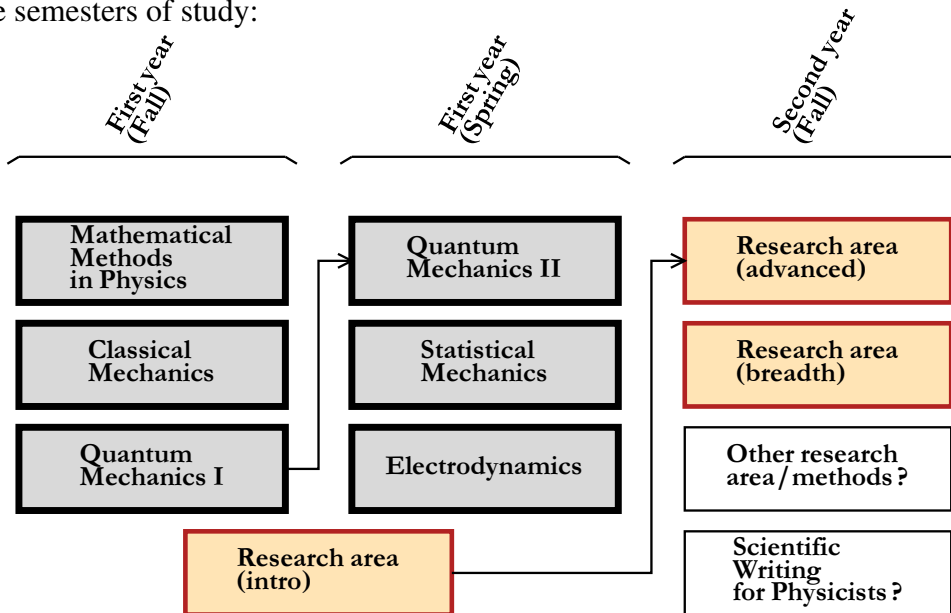 e semesters of study:
First year
(Fall)
First year
(Spring)
Second year
(Fall)
Mathematical
Methods
in Physics
Quantum
Mechanics II
Research area
(advanced)
Classical
Mechanics
Statistical
Mechanics
Research area
(breadth)
Quantum
Mechanics I
Electrodynamics
Other research
area/methods?
Research area
(intro)
Scientific
Writing
for Physicists?